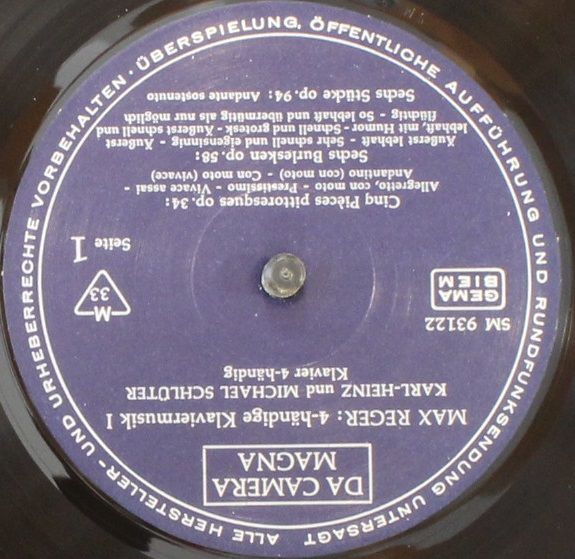 DA CAMERA
MAGNA
MAX REGER: 4-händige Klaviermusik I
KARL-HEINZ und MICHAEL SCHLÜTER
Klavier 4-händig
SM 93122
GEMA
BIEM
M
33
Seite 1
Cinq Pièces pittoresques op. 34:
Allegretto, con moto - Prestissimo - Vivace - Vivace assai -
Andantino (con moto) - Con moto (vivace)
Sechs Burlesken op. 58:
Äußerst lebhaft - Sehr schnell und eigensinnig - Äußerst
lebhaft, mit Humor - Schnell und grotesk - Äußerst schnell und
flüchtig - So lebhaft und übermütig als nur möglich
Sechs Stücke op. 94: Andante sostenuto
ALLE HERSTELLER- UND URHEBERRECHTE VORBEHALTEN · ÜBERSPIELUNG, ÖFFENTLICHE AUFFÜHRUNG UND RUNDFUNKSENDUNG UNTERSAGT